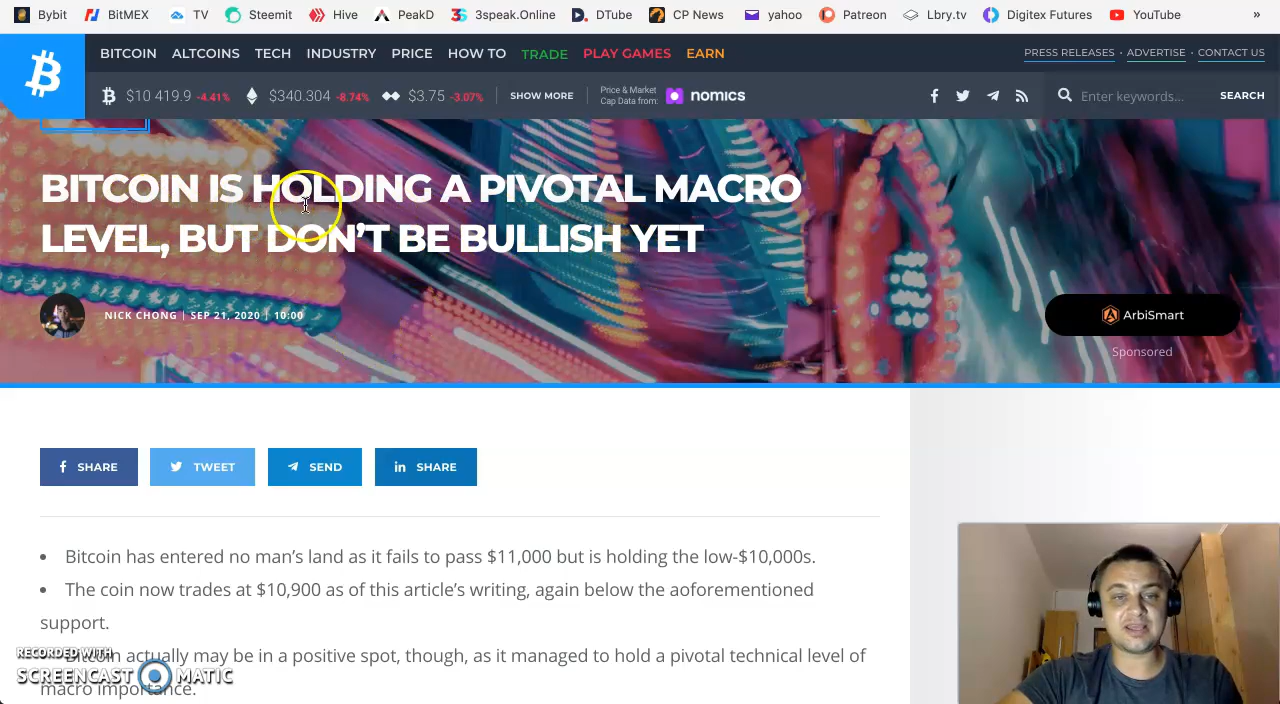 Bybit BitMEX TV Steemit Hive PeakD 3speak.Online DTube CP News yahoo Patreon Lbry.tv Digitex Futures YouTube »
BITCOIN ALTCOINS TECH INDUSTRY PRICE HOW TO TRADE PLAY GAMES EARN PRESS RELEASES · ADVERTISE · CONTACT US
$10 419.9 -4.41% $340.304 -8.74% $3.75 -3.07% SHOW MORE Price & Market Cap Data from: nomics Enter keywords... SEARCH
BITCOIN IS HOLDING A PIVOTAL MACRO
LEVEL, BUT DON'T BE BULLISH YET
NICK CHONG | SEP 21, 2020 | 10:00
ArbiSmart
Sponsored
SHARE TWEET SEND SHARE
• Bitcoin has entered no man's land as it fails to pass $11,000 but is holding the low-$10,000s.
• The coin now trades at $10,900 as of this article's writing, again below the aoforementioned
support.
Bitcoin actually may be in a positive spot, though, as it managed to hold a pivotal technical level of
macro importance.
RECORDED WITH
SCREENCAST MATIC